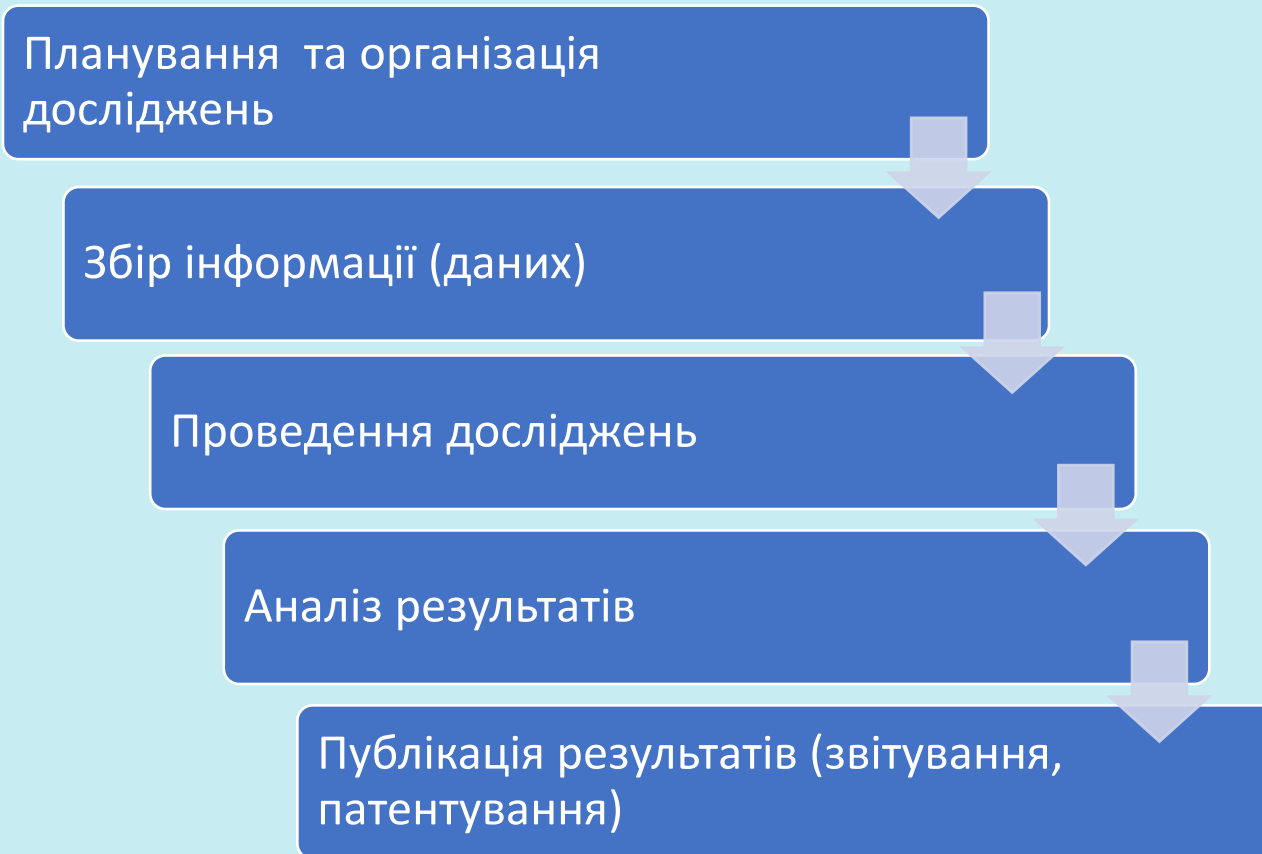 Планування та організація
досліджень
Збір інформації (даних)
Проведення досліджень
Аналіз результатів
Публікація результатів (звітування,
патентування)